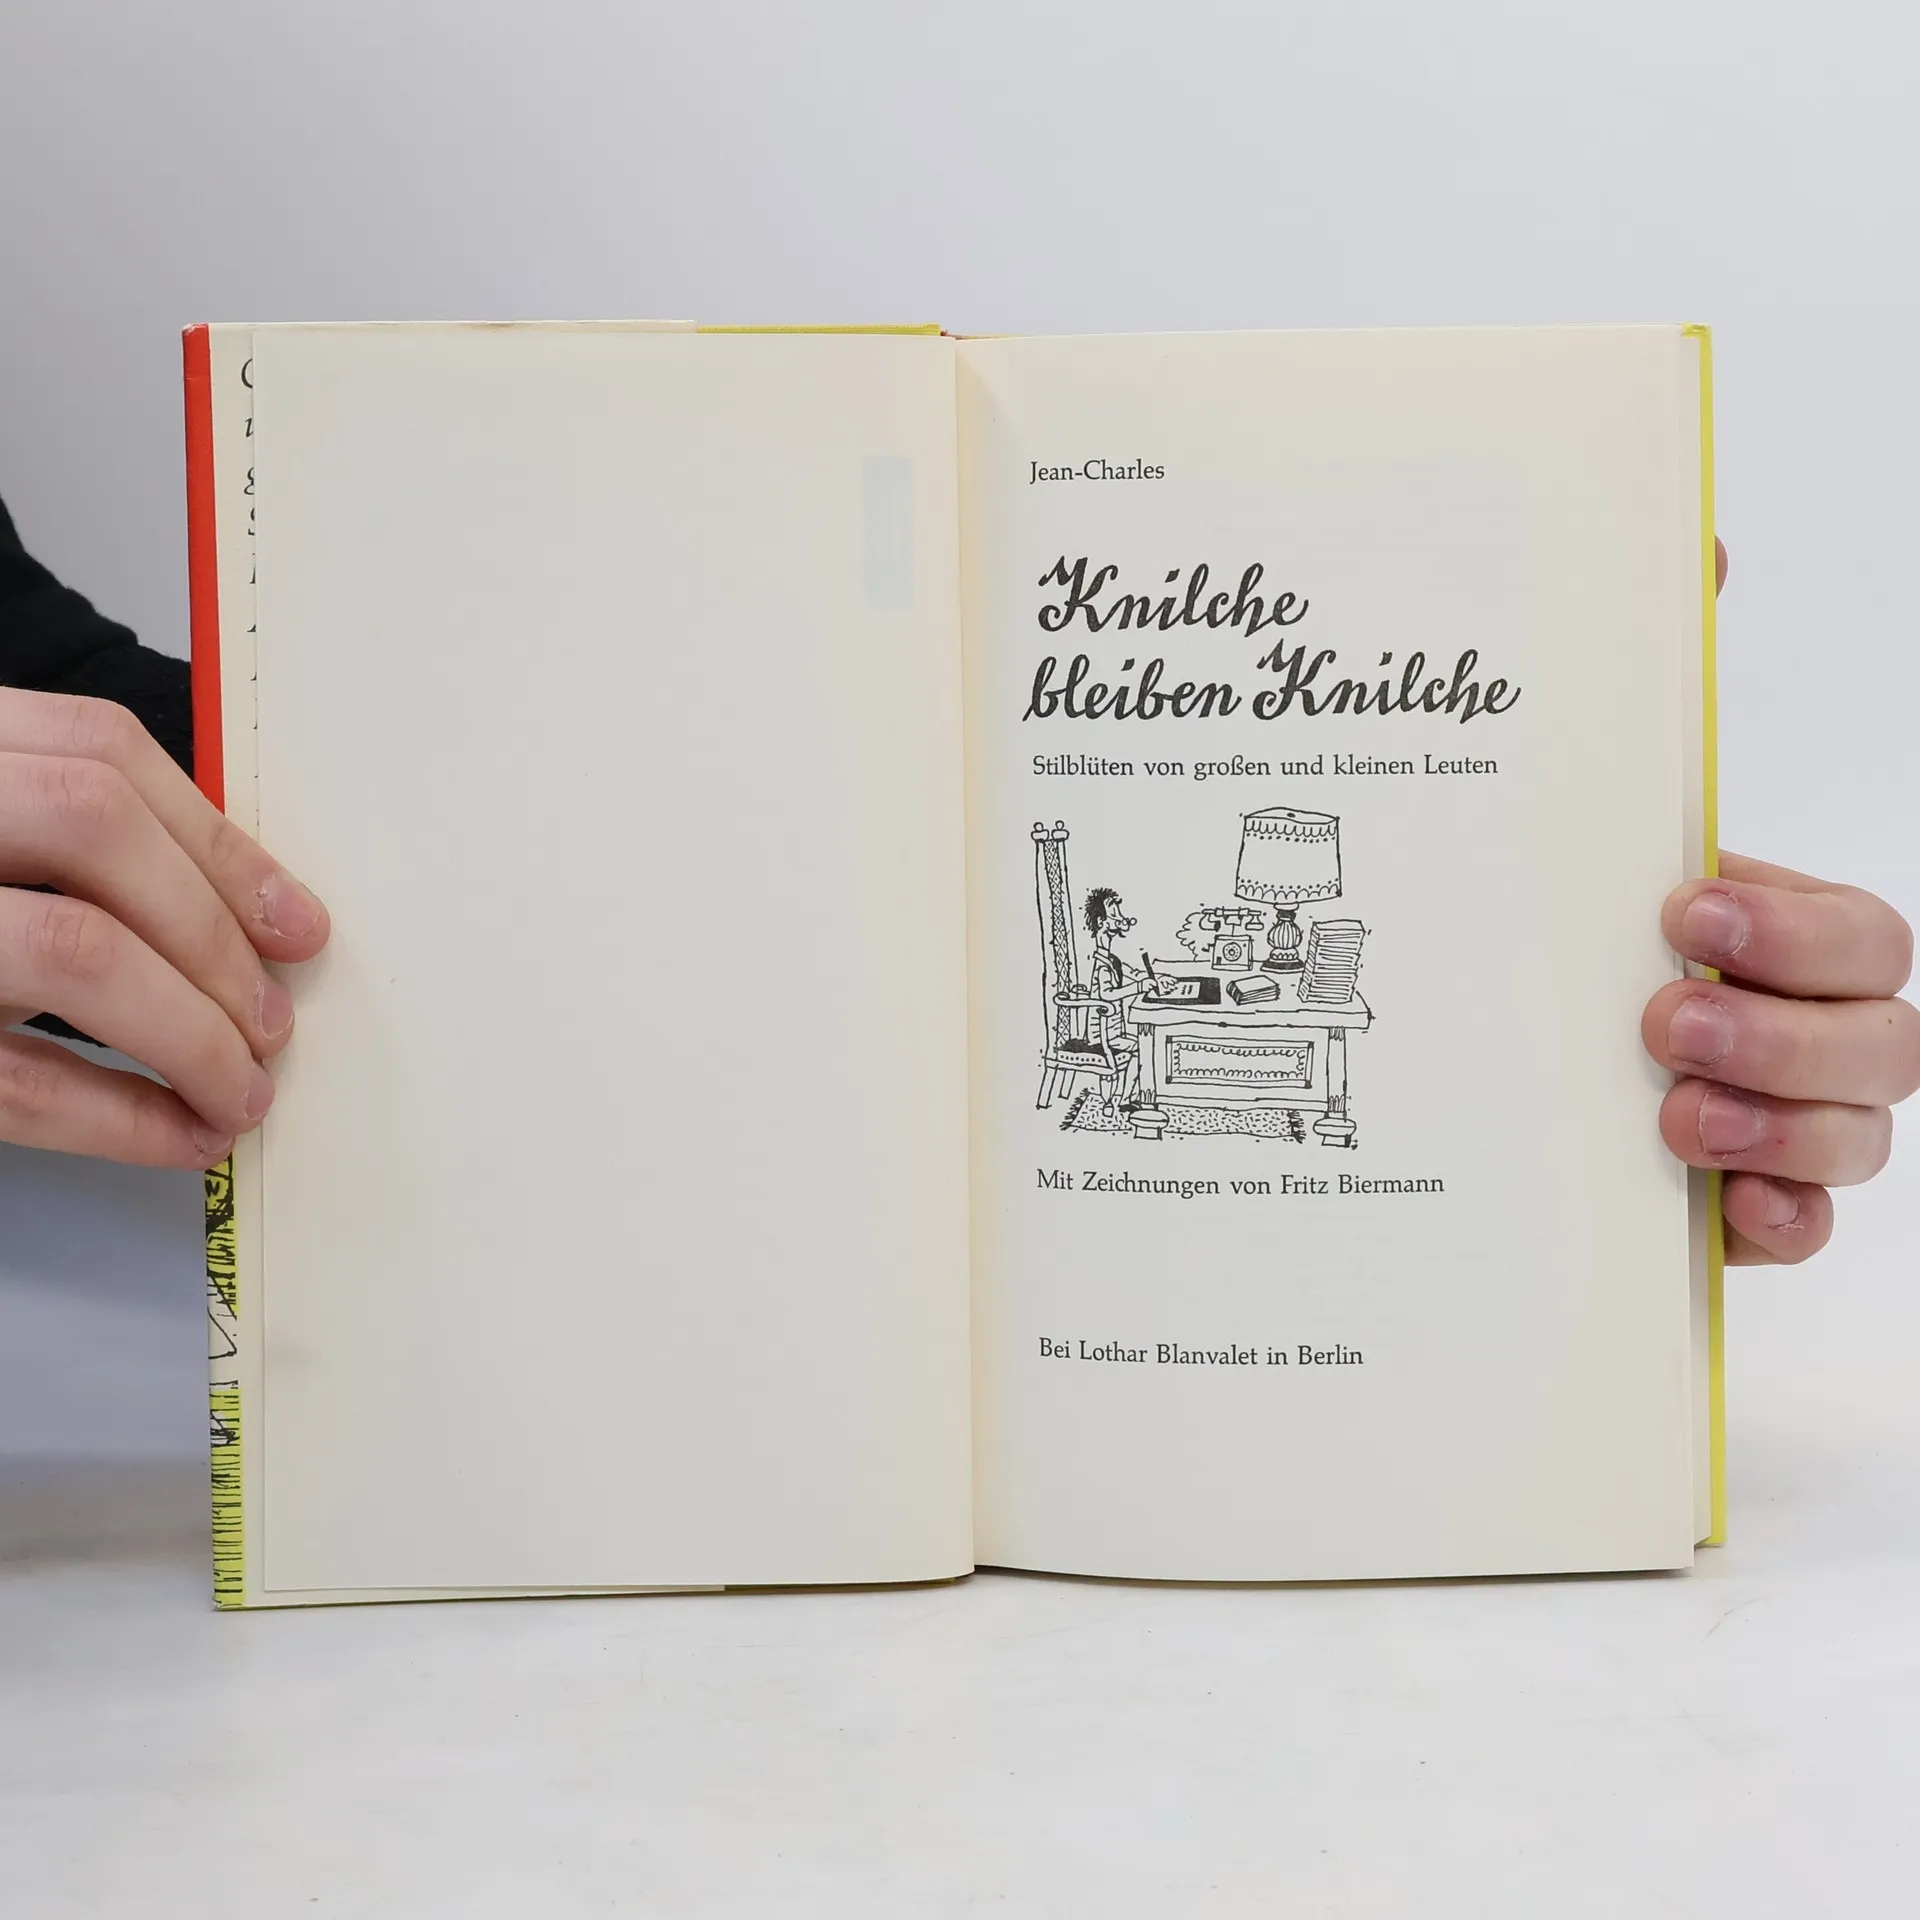 Jean-Charles
Knilche
bleiben Knilche
Stilblüten von großen und kleinen Leuten
Mit Zeichnungen von Fritz Biermann
Bei Lothar Blanvalet in Berlin